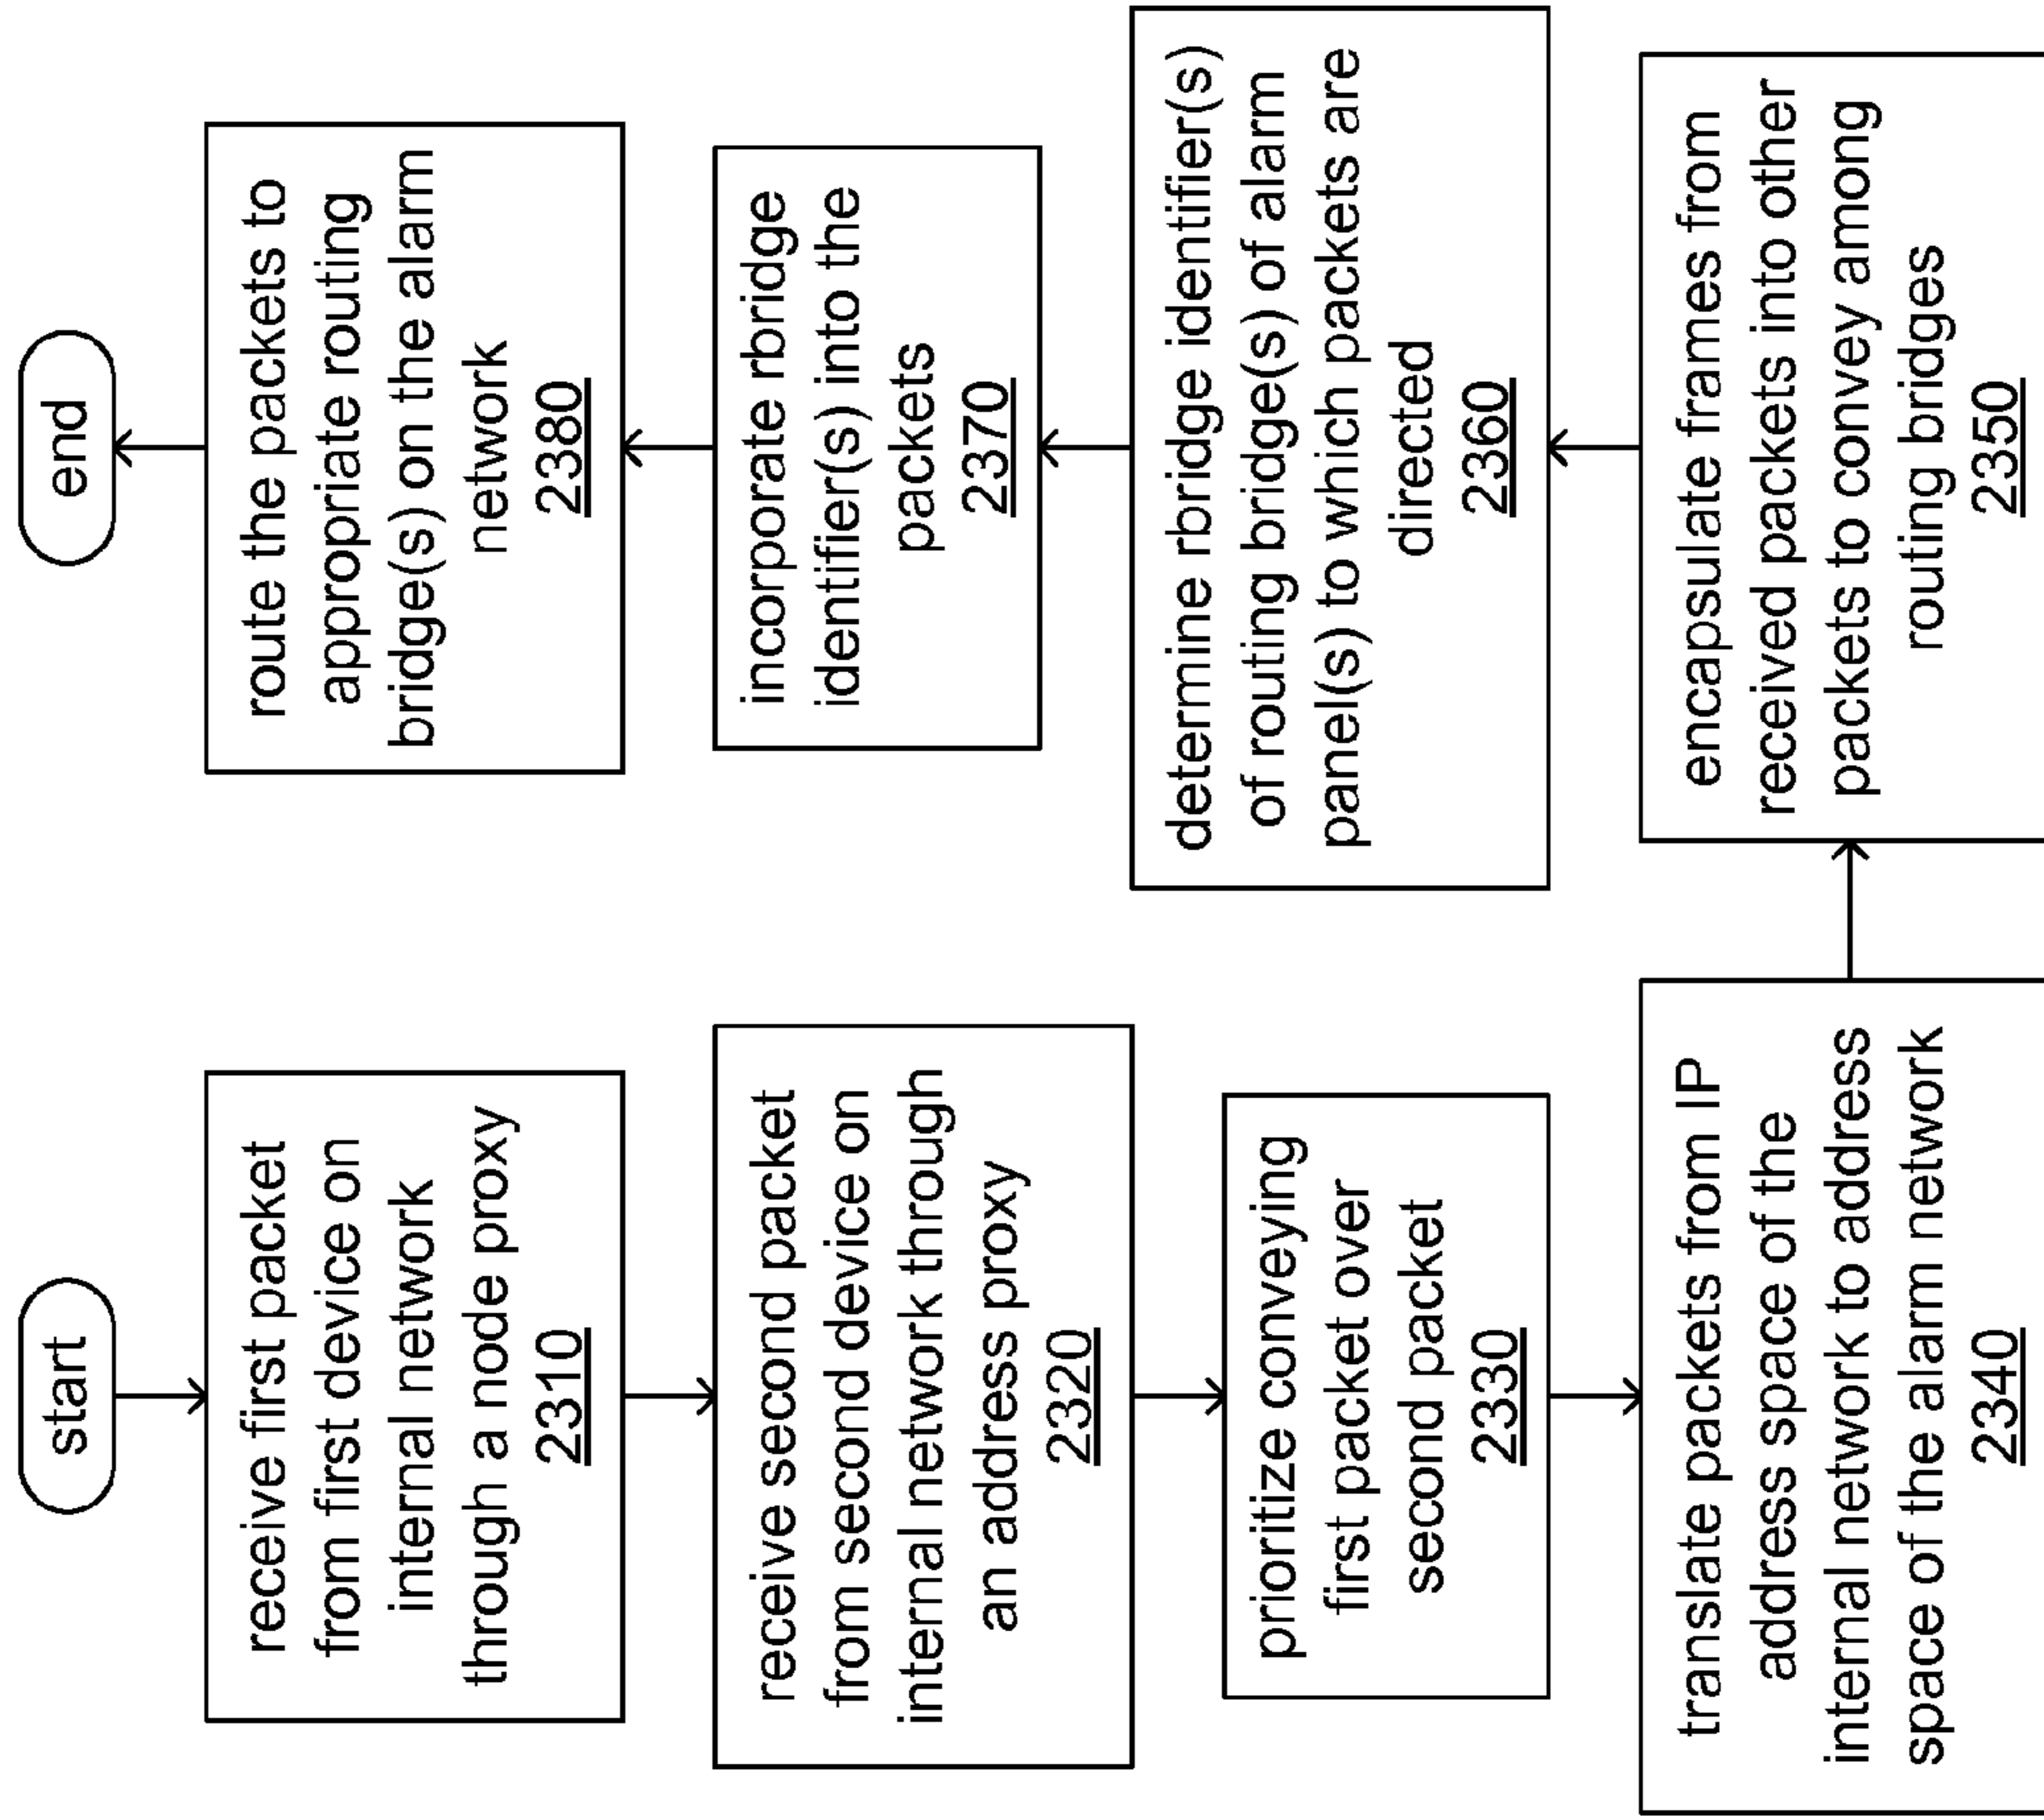 start
receive first packet
from first device on
internal network
through a node proxy
2310
receive second packet
from second device on
internal network through
an address proxy
2320
prioritize conveying
first packet over
second packet
2330
translate packets from IP
address space of the
internal network to address
space of the alarm network
2340
encapsulate frames from
received packets into other
packets to convey among
routing bridges
2350
determine rbridge identifier(s)
of routing bridge(s) of alarm
panel(s) to which packets are
directed
2360
incorporate rbridge
identifier(s) into the
packets
2370
route the packets to
appropriate routing
bridge(s) on the alarm
network
2380
end